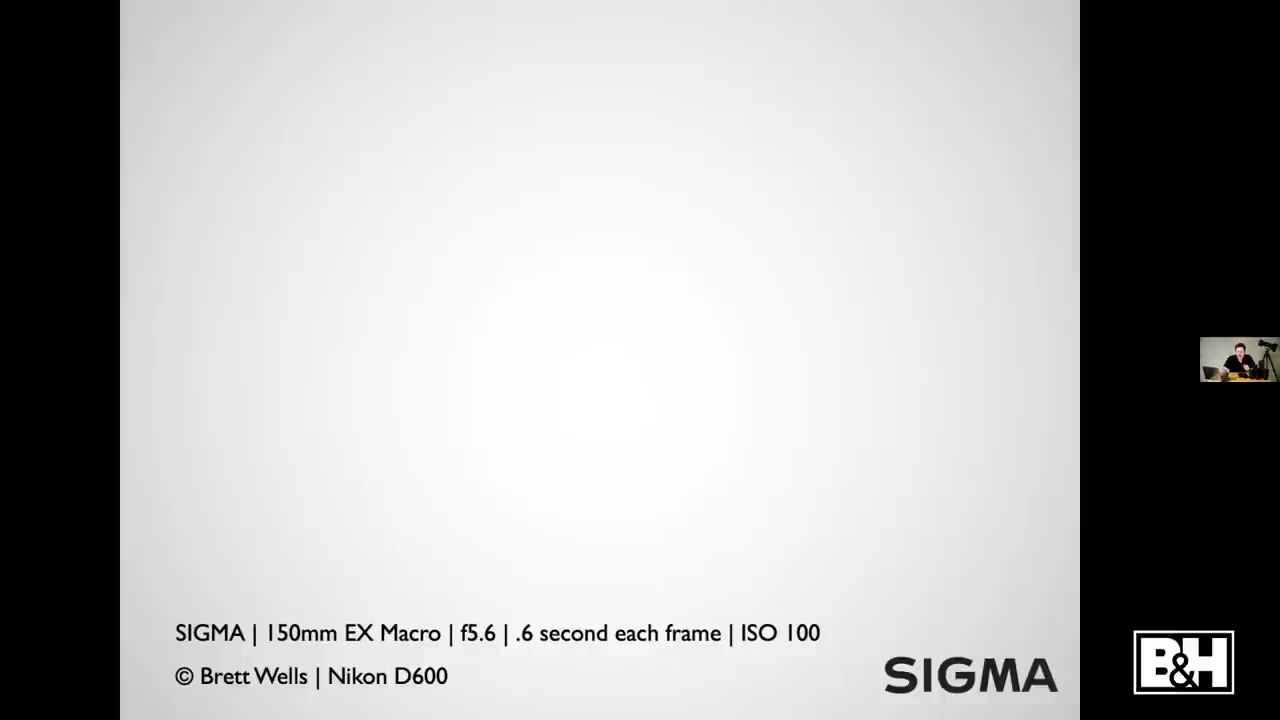 SIGMA | 150mm EX Macro | f5.6 | .6 second each frame | ISO 100
© Brett Wells | Nikon D600
SIGMA
B&H